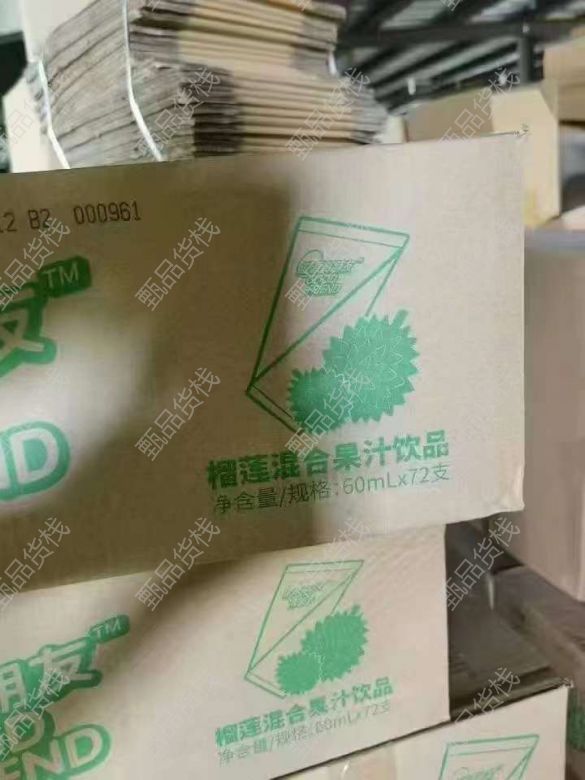 12 B2 000961
友™
ND
榴莲混合果汁饮品
净含量/规格:60mLx72支
朋友™
END
榴莲混合果汁饮品
净含量/规格:60mLx72支
甄品货栈